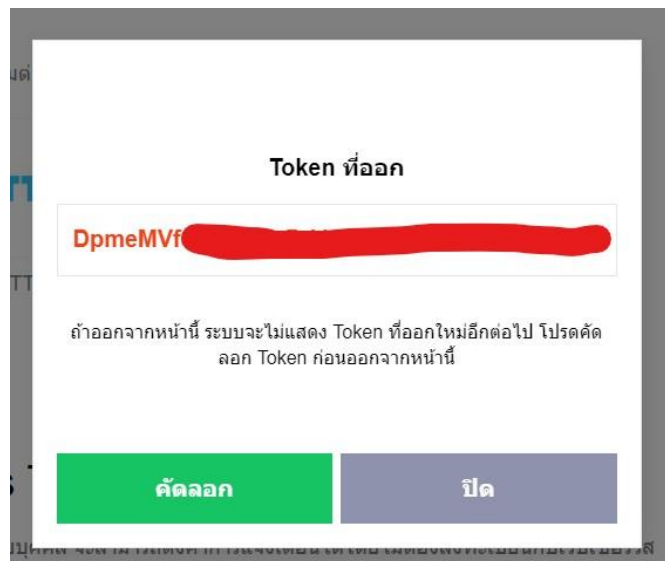 Token ที่ออก
DpmeMVf
ถ้าออกจากหน้านี้ ระบบจะไม่แสดง Token ที่ออกใหม่อีกต่อไป โปรดคัด
ลอก Token ก่อนออกจากหน้านี้
คัดลอก
ปิด